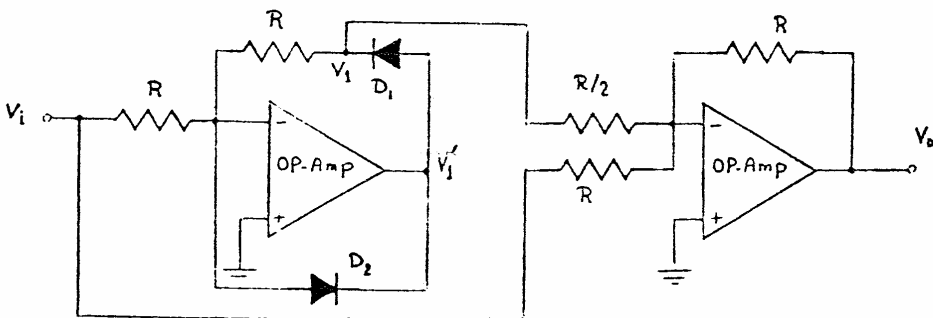 R
R
V₁
D₁
R
R/2
Vi
-
-
OP-Amp
V₁′
OP-Amp
Vo
R
+
+
D₂